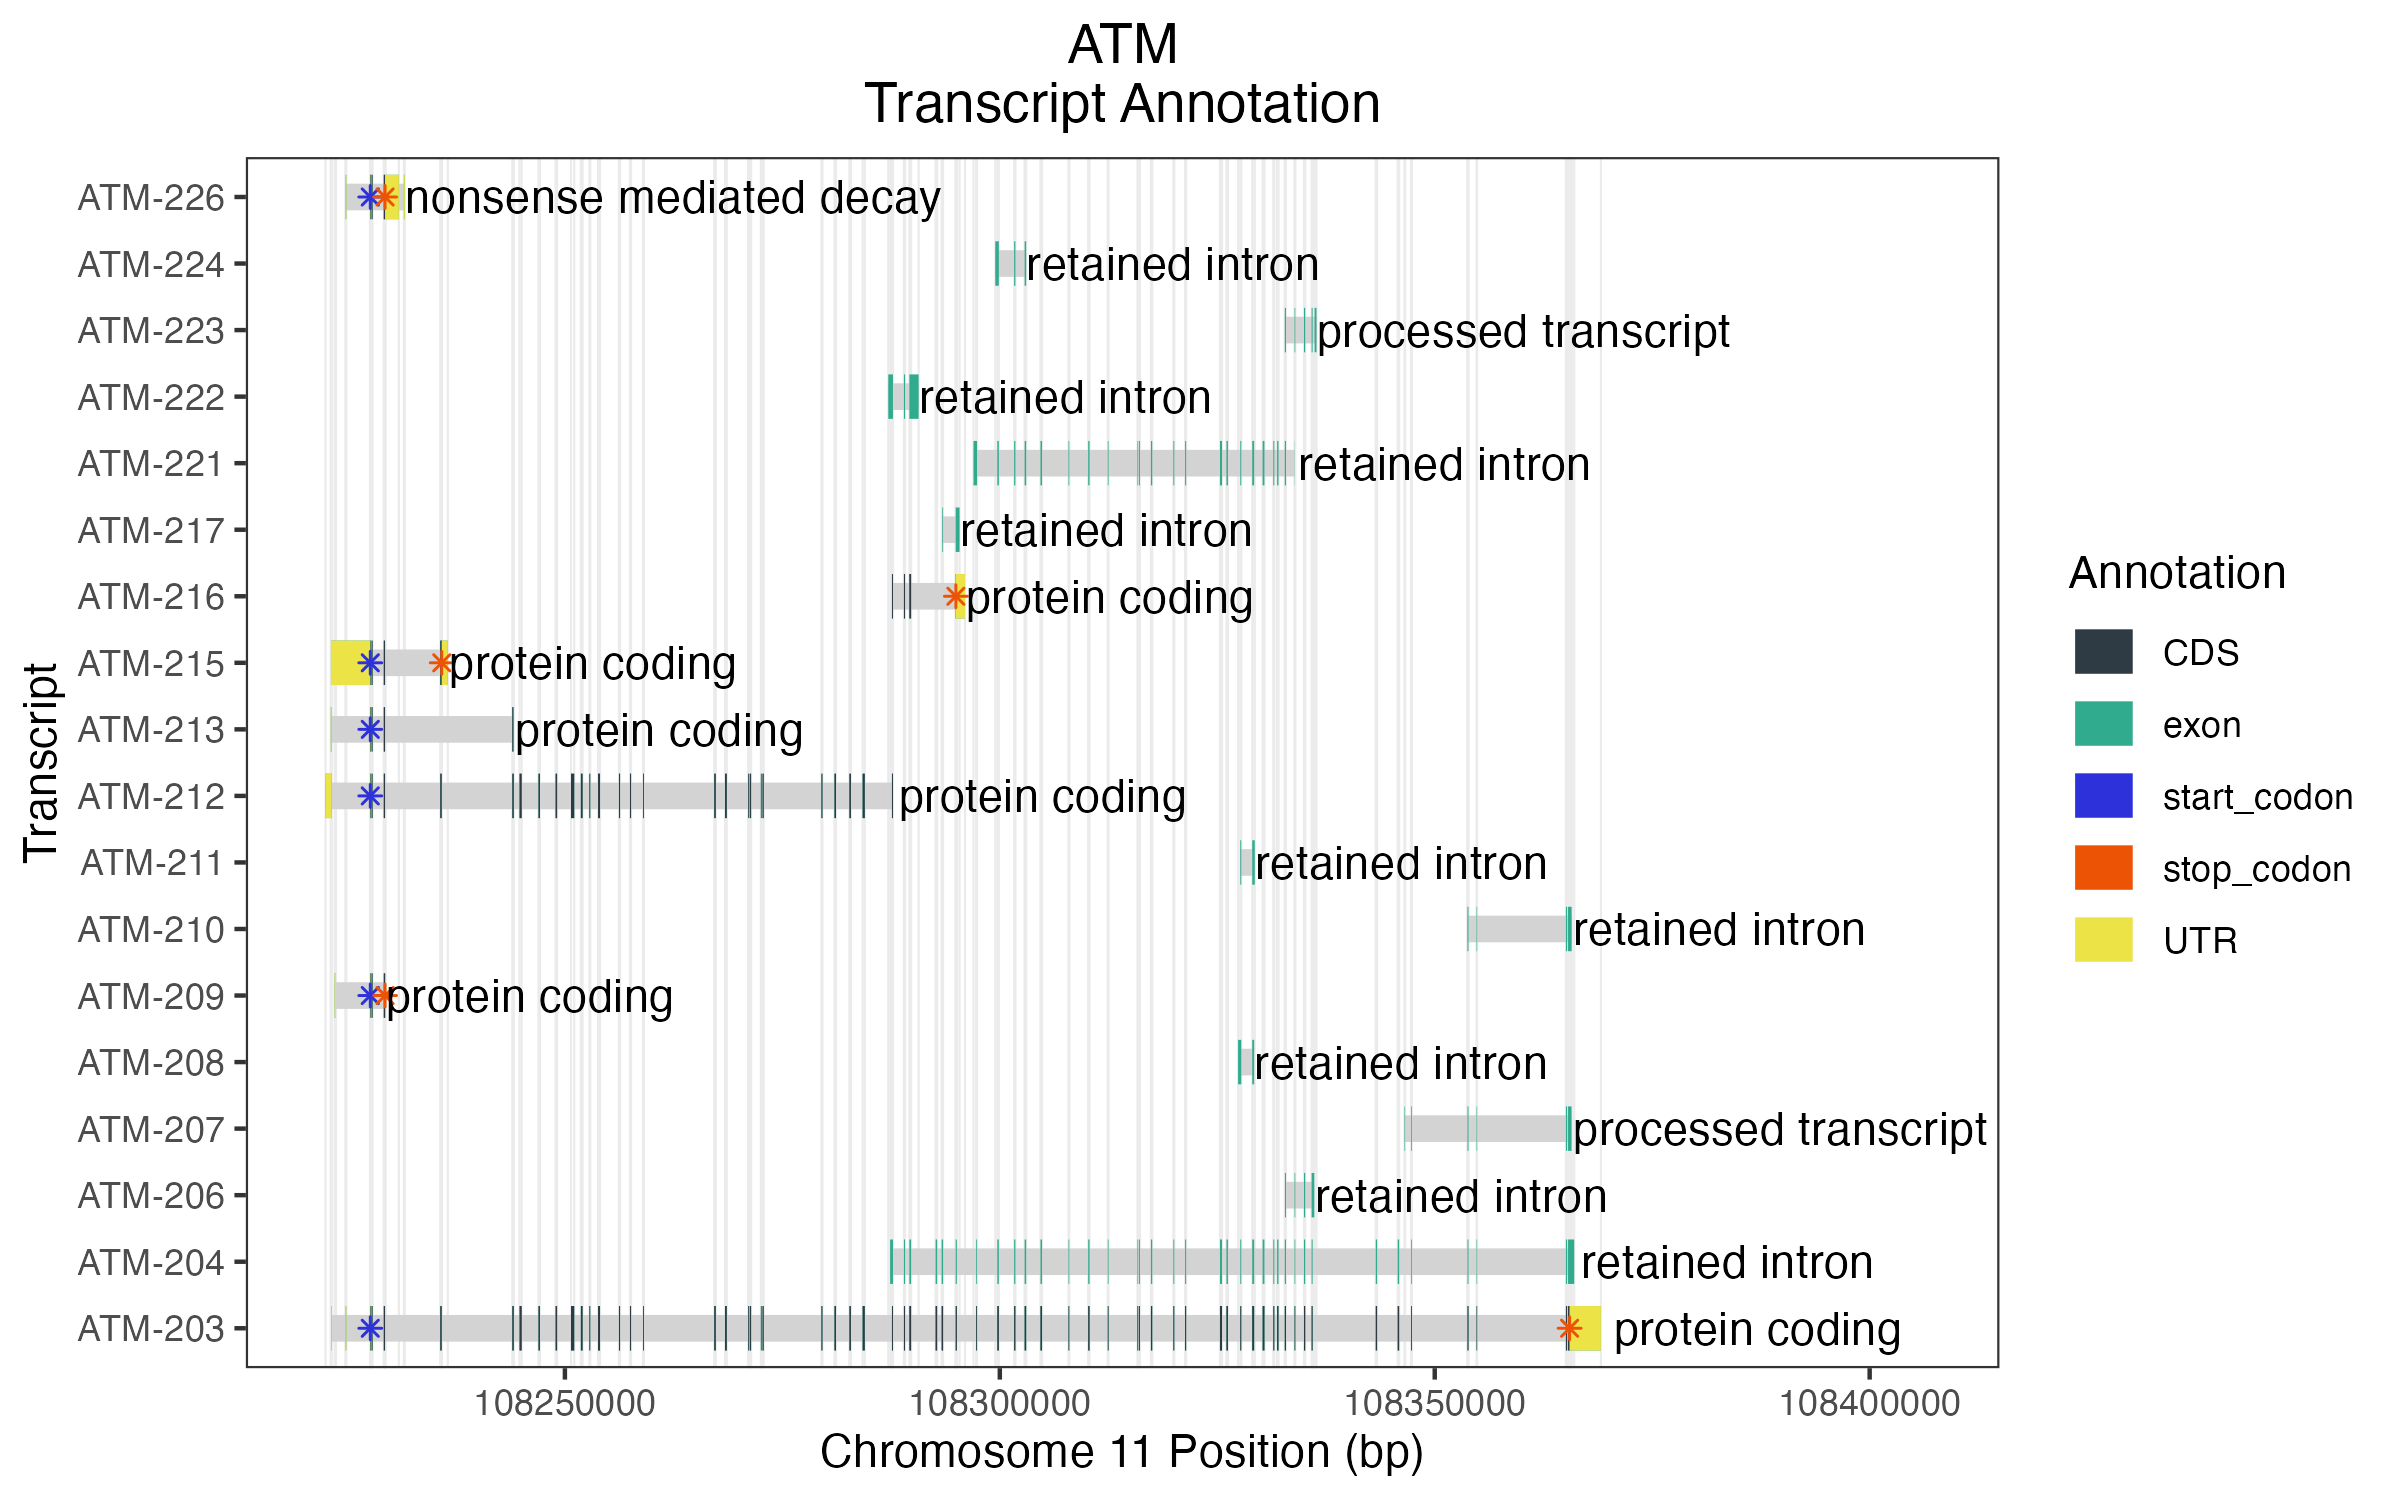 ATM
Transcript Annotation
ATM-226 nonsense mediated decay
ATM-224 retained intron
ATM-223 processed transcript
ATM-222 retained intron
ATM-221 retained intron
ATM-217 retained intron
ATM-216 protein coding
ATM-215 protein coding
ATM-213 protein coding
ATM-212 protein coding
ATM-211 retained intron
ATM-210 retained intron
ATM-209 protein coding
ATM-208 retained intron
ATM-207 processed transcript
ATM-206 retained intron
ATM-204 retained intron
ATM-203 protein coding
Transcript
108250000 108300000 108350000 108400000
Chromosome 11 Position (bp)
Annotation
CDS
exon
start_codon
stop_codon
UTR